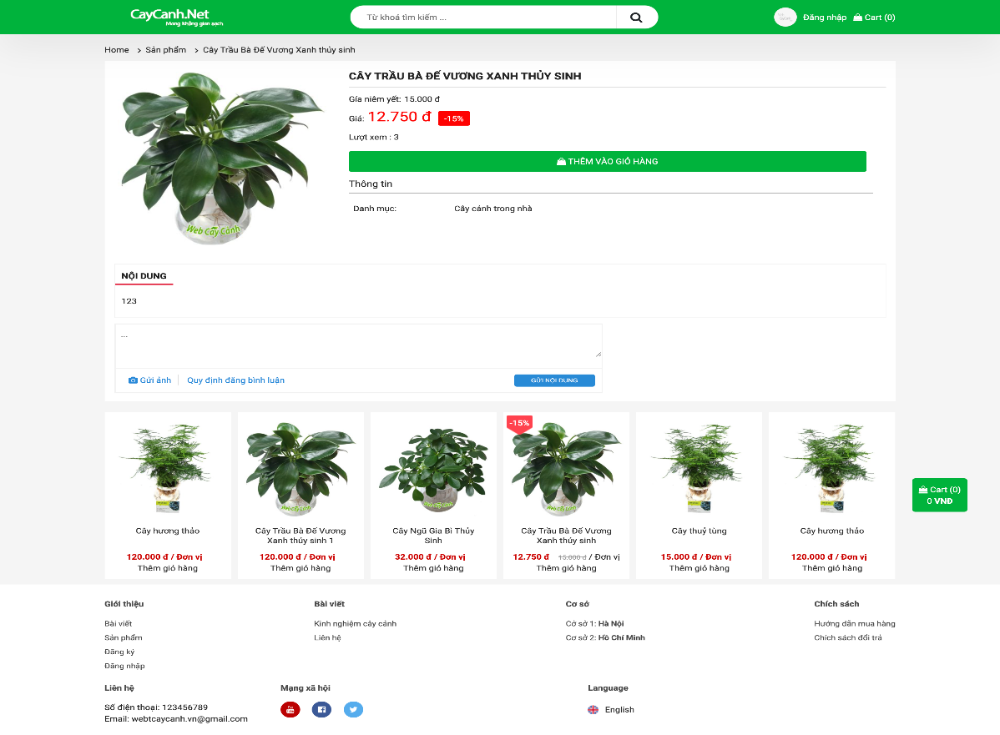 CayCanh.Net
Mang không gian sạch
Từ khoá tìm kiếm ...
Đăng nhập
Cart (0)
Home > Sản phẩm > Cây Trầu Bà Đế Vương Xanh thủy sinh
CÂY TRẦU BÀ ĐẾ VƯƠNG XANH THỦY SINH
Gía niêm yết: 15.000 đ
Giá: 12.750 đ -15%
Lượt xem : 3
THÊM VÀO GIỎ HÀNG
Thông tin
Danh mục: Cây cảnh trong nhà
Web Cây Cảnh
NỘI DUNG
123
...
Gửi ảnh
Quy định đăng bình luận
GỬI NỘI DUNG
Cây hương thảo
120.000 đ / Đơn vị
Thêm giỏ hàng
Web Cây Cảnh
Cây Trầu Bà Đế Vương
Xanh thủy sinh 1
120.000 đ / Đơn vị
Thêm giỏ hàng
Cây Ngũ Gia Bì Thủy
Sinh
32.000 đ / Đơn vị
Thêm giỏ hàng
-15%
Web Cây Cảnh
Cây Trầu Bà Đế Vương
Xanh thủy sinh
12.750 đ 15.000 đ / Đơn vị
Thêm giỏ hàng
Cây thuỷ tùng
15.000 đ / Đơn vị
Thêm giỏ hàng
Cây hương thảo
120.000 đ / Đơn vị
Thêm giỏ hàng
Cart (0)
0 VNĐ
Giới thiệu
Bài viết
Sản phẩm
Đăng ký
Đăng nhập
Bài viết
Kinh nghiệm cây cảnh
Liên hệ
Cơ sở
Cở sở 1: Hà Nội
Cơ sở 2: Hồ Chí Minh
Chích sách
Hướng dẫn mua hàng
Chích sách đổi trả
Liên hệ
Số điện thoại: 123456789
Email: webtcaycanh.vn@gmail.com
Mạng xã hội
Language
English